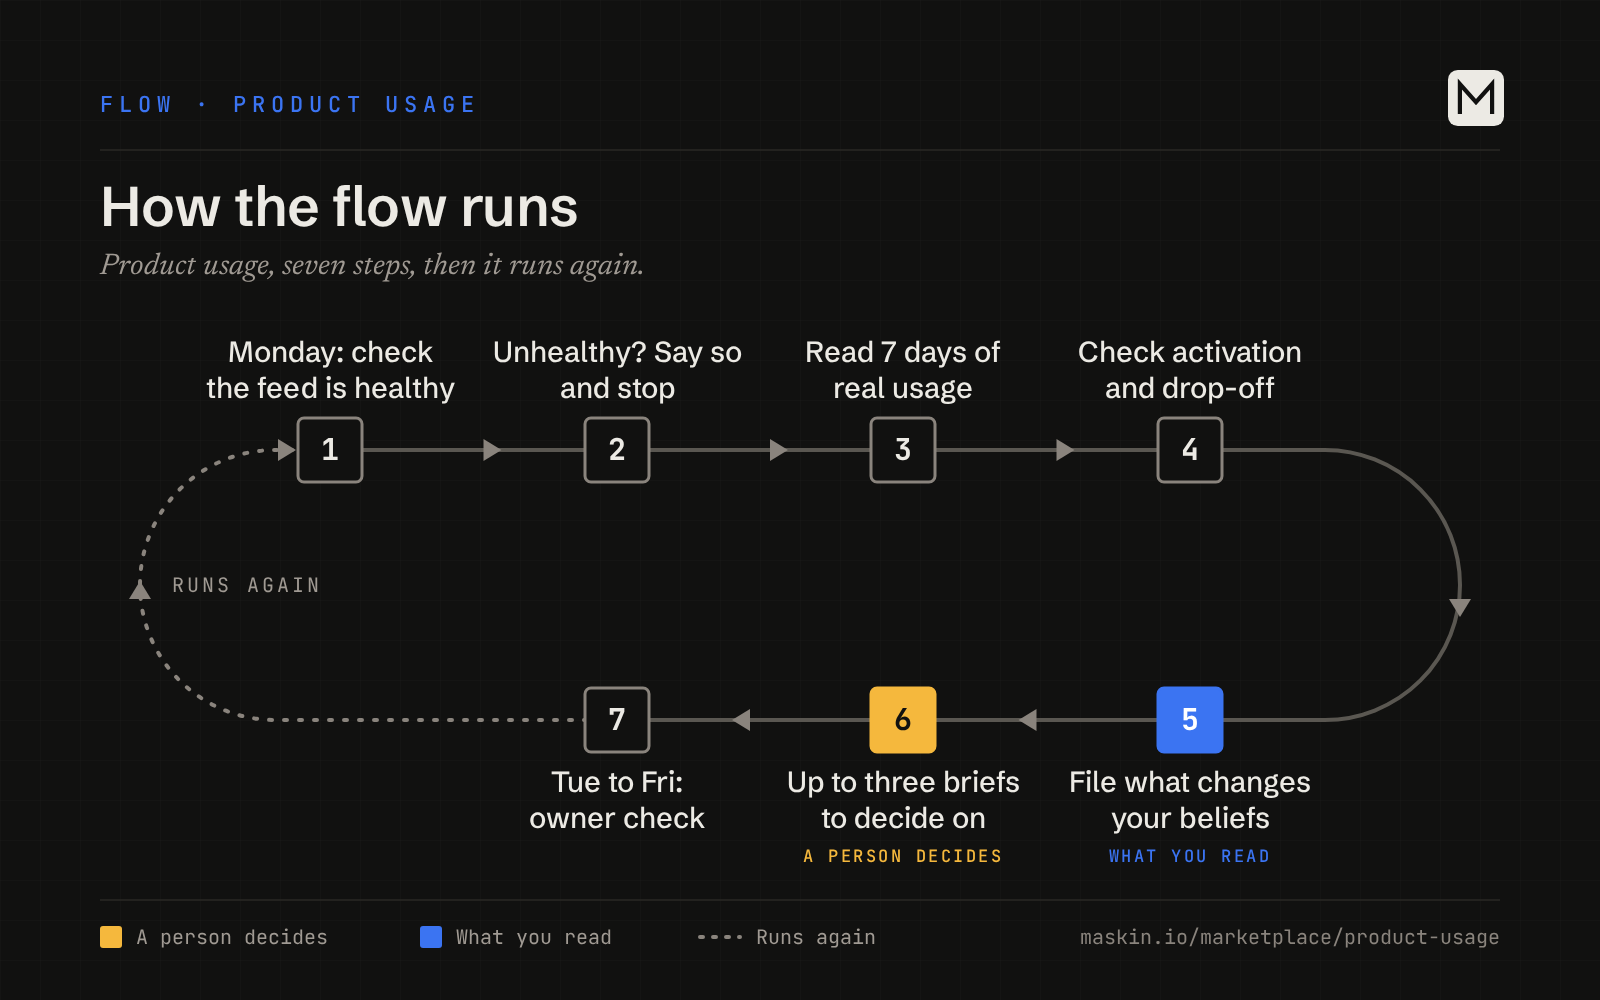 FLOW · PRODUCT USAGE
M
How the flow runs
Product usage, seven steps, then it runs again.
Monday: check
the feed is healthy
Unhealthy? Say so
and stop
Read 7 days of
real usage
Check activation
and drop-off
1
2
3
4
RUNS AGAIN
7
6
5
Tue to Fri:
owner check
Up to three briefs
to decide on
A PERSON DECIDES
File what changes
your beliefs
WHAT YOU READ
A person decides
What you read
Runs again
maskin.io/marketplace/product-usage